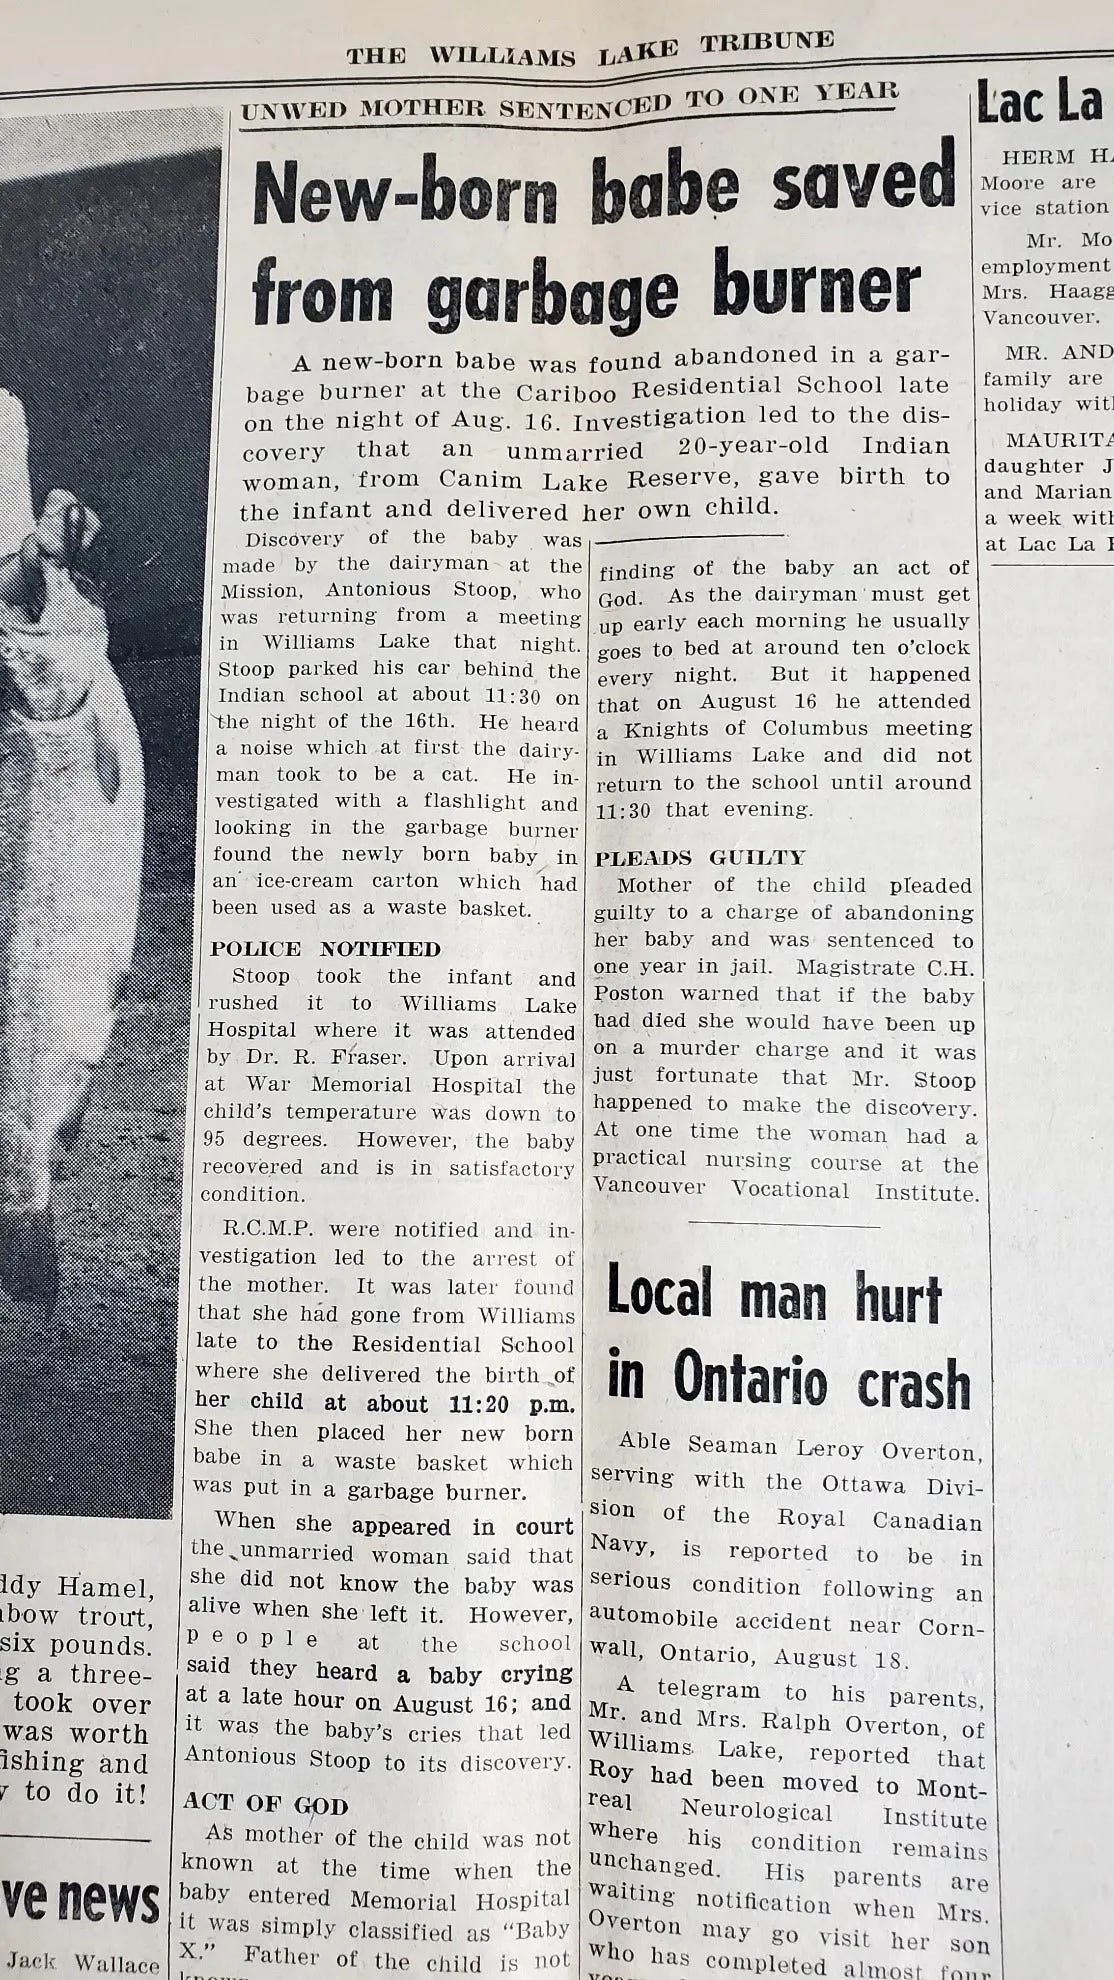 THE WILLIAMS LAKE TRIBUNE
UNWED MOTHER SENTENCED TO ONE YEAR
New-born babe saved
from garbage burner
A new-born babe was found abandoned in a gar-
bage burner at the Cariboo Residential School late
on the night of Aug. 16. Investigation led to the dis-
covery that an unmarried 20-year-old Indian
woman, from Canim Lake Reserve, gave birth to
the infant and delivered her own child.
Discovery of the baby was
made by the dairyman at the
Mission, Antonious Stoop, who
was returning from a meeting
in Williams Lake that night.
Stoop parked his car behind the
Indian school at about 11:30 on
the night of the 16th. He heard
a noise which at first the dairy-
man took to be a cat. He in-
vestigated with a flashlight and
looking in the garbage burner
found the newly born baby in
an ice-cream carton which had
been used as a waste basket.
POLICE NOTIFIED
Stoop took the infant and
rushed it to Williams Lake
Hospital where it was attended
by Dr. R. Fraser. Upon arrival
at War Memorial Hospital the
child's temperature was down to
95 degrees. However, the baby
recovered and is in satisfactory
condition.
R.C.M.P. were notified and in-
vestigation led to the arrest of
the mother. It was later found
that she had gone from Williams
late to the Residential School
where she delivered the birth of
her child at about 11:20 p.m.
She then placed her new born
babe in a waste basket which
was put in a garbage burner.
When she appeared in court
the unmarried woman said that
she did not know the baby was
alive when she left it. However,
people at the school
said they heard a baby crying
at a late hour on August 16; and
it was the baby's cries that led
Antonious Stoop to its discovery.
ACT OF GOD
As mother of the child was not
known at the time when the
baby entered Memorial Hospital
it was simply classified as "Baby
X." Father of the child is not
finding of the baby an act of
God. As the dairyman must get
up early each morning he usually
goes to bed at around ten o'clock
every night. But it happened
that on August 16 he attended
a Knights of Columbus meeting
in Williams Lake and did not
return to the school until around
11:30 that evening.
PLEADS GUILTY
Mother of the child pleaded
guilty to a charge of abandoning
her baby and was sentenced to
one year in jail. Magistrate C.H.
Poston warned that if the baby
had died she would have been up
on a murder charge and it was
just fortunate that Mr. Stoop
happened to make the discovery.
At one time the woman had a
practical nursing course at the
Vancouver Vocational Institute.
Local man hurt
in Ontario crash
Able Seaman Leroy Overton,
serving with the Ottawa Divi-
sion of the Royal Canadian
Navy, is reported to be in
serious condition following an
automobile accident near Corn-
wall, Ontario, August 18.
A telegram to his parents,
Mr. and Mrs. Ralph Overton, of
Williams Lake, reported that
Roy had been moved to Mont-
real Neurological Institute
where his condition remains
unchanged. His parents are
waiting notification when Mrs.
Overton may go visit her son
who has completed almost four
Lac La
HERM HA
Moore are
vice station
Mr. Mo
employment
Mrs. Haagg
Vancouver.
MR. AND
family are
holiday with
MAURITA
daughter J
and Marian
a week with
at Lac La
ddy Hamel,
bow trout,
six pounds.
g a three-
took over
was worth
fishing and
y to do it!
ve news
Jack Wallace